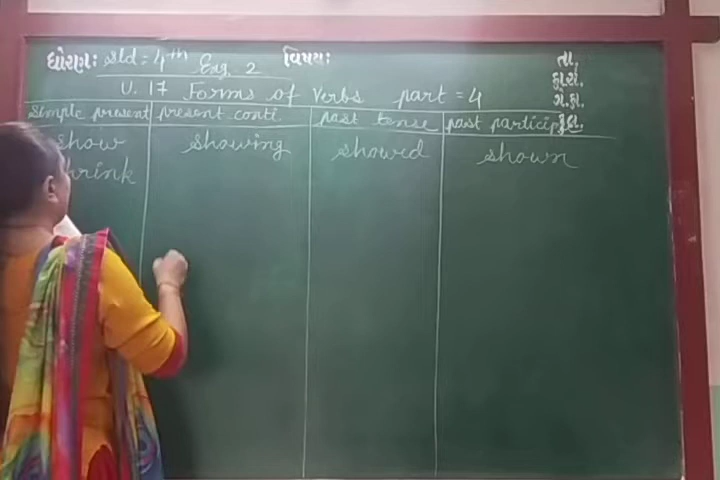 ધોરણઃ std = 4th Eng. 2 વિષયઃ તા,
U. 17 Forms of Verbs part = 4 કૂ.સં.
ગ.કા.
simple present present conti past tense past participle કુ.હા.
show showing showed shown
shrink